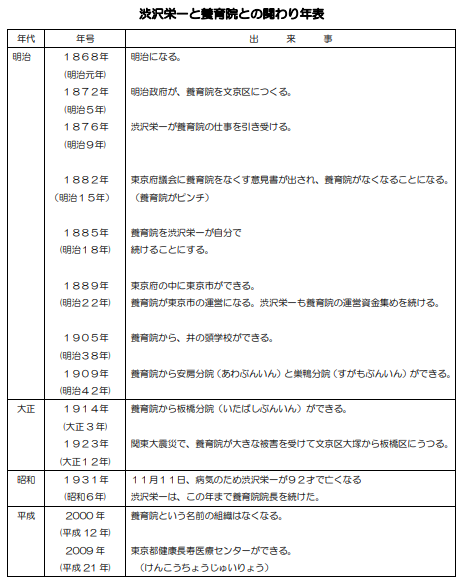 渋沢栄一と養育院との関わり年表
年代 年号 出来事
明治 1868年 明治になる。
(明治元年)
1872年 明治政府が、養育院を文京区につくる。
(明治5年)
1876年 渋沢栄一が養育院の仕事を引き受ける。
(明治9年)
1882年 東京府議会に養育院をなくす意見書が出され、養育院がなくなることになる。
(明治15年) (養育院がピンチ)
1885年 養育院を渋沢栄一が自分で
(明治18年) 続けることにする。
1889年 東京府の中に東京市ができる。
(明治22年) 養育院が東京市の運営になる。渋沢栄一も養育院の運営資金集めを続ける。
1905年 養育院から、井の頭学校ができる。
(明治38年)
1909年 養育院から安房分院(あわぶんいん)と巣鴨分院(すがもぶんいん)ができる。
(明治42年)
大正 1914年 養育院から板橋分院(いたばしぶんいん)ができる。
(大正3年)
1923年 関東大震災で、養育院が大きな被害を受けて文京区大塚から板橋区にうつる。
(大正12年)
昭和 1931年 11月11日、病気のため渋沢栄一が92才で亡くなる
(昭和6年) 渋沢栄一は、この年まで養育院院長を続けた。
平成 2000年 養育院という名前の組織はなくなる。
(平成12年)
2009年 東京都健康長寿医療センターができる。
(平成21年) (けんこうちょうじゅいりょう)